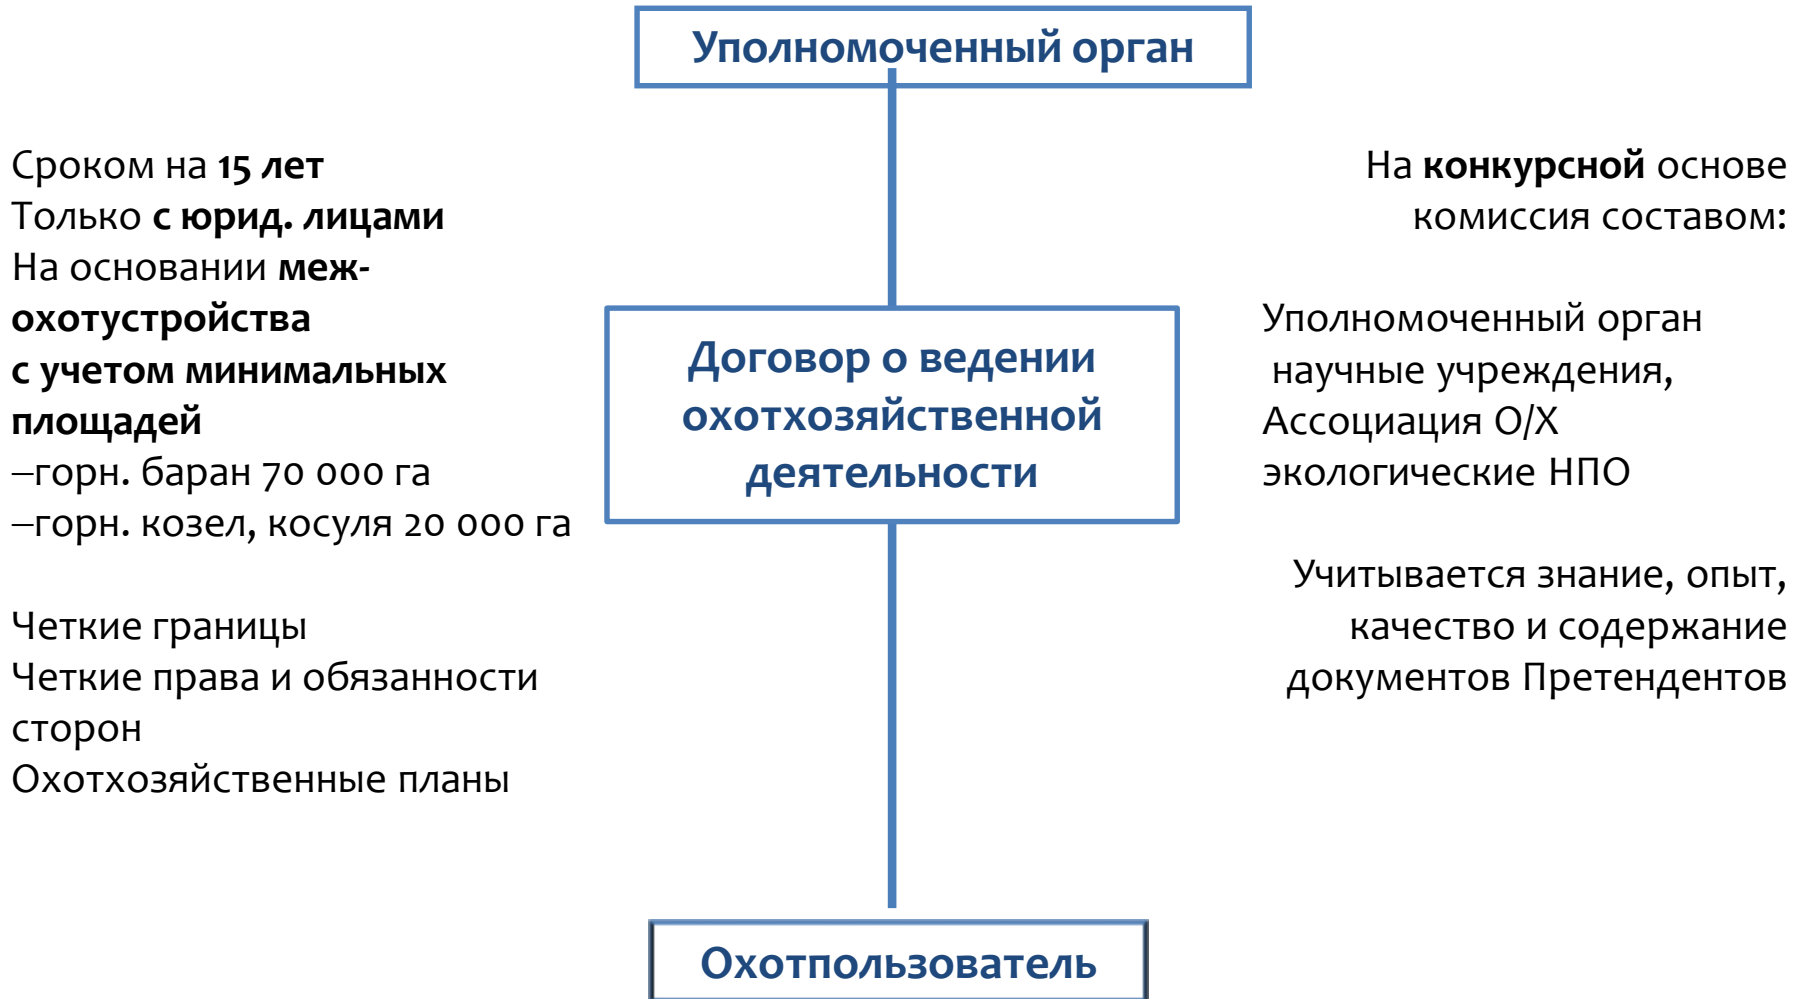 Уполномоченный орган
Сроком на 15 лет
Только с юрид. лицами
На основании меж-
охотустройства
с учетом минимальных
площадей
–горн. баран 70 000 га
–горн. козел, косуля 20 000 га
Четкие границы
Четкие права и обязанности
сторон
Охотхозяйственные планы
Договор о ведении
охотхозяйственной
деятельности
На конкурсной основе
комиссия составом:
Уполномоченный орган
научные учреждения,
Ассоциация О/Х
экологические НПО
Учитывается знание, опыт,
качество и содержание
документов Претендентов
Охотпользователь